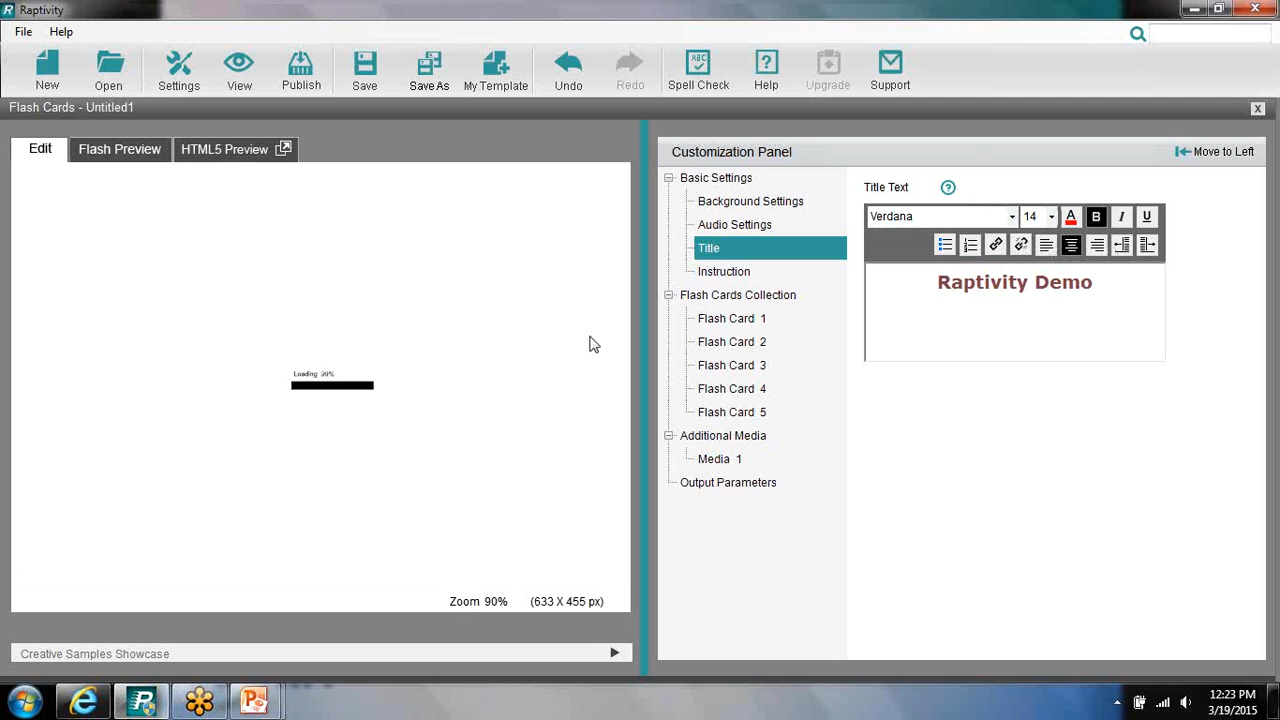 Raptivity
File Help
New Open Settings View Publish Save Save As My Template Undo Redo ABC Spell Check Help Upgrade Support
Flash Cards - Untitled1
X
Edit Flash Preview HTML5 Preview
Customization Panel Move to Left
Basic Settings
Background Settings
Audio Settings
Title
Instruction
Flash Cards Collection
Flash Card 1
Flash Card 2
Flash Card 3
Flash Card 4
Flash Card 5
Additional Media
Media 1
Output Parameters
Title Text
Verdana 14 A B I U
Raptivity Demo
Zoom 90% (633 X 455 px)
Creative Samples Showcase
12:23 PM
3/19/2015